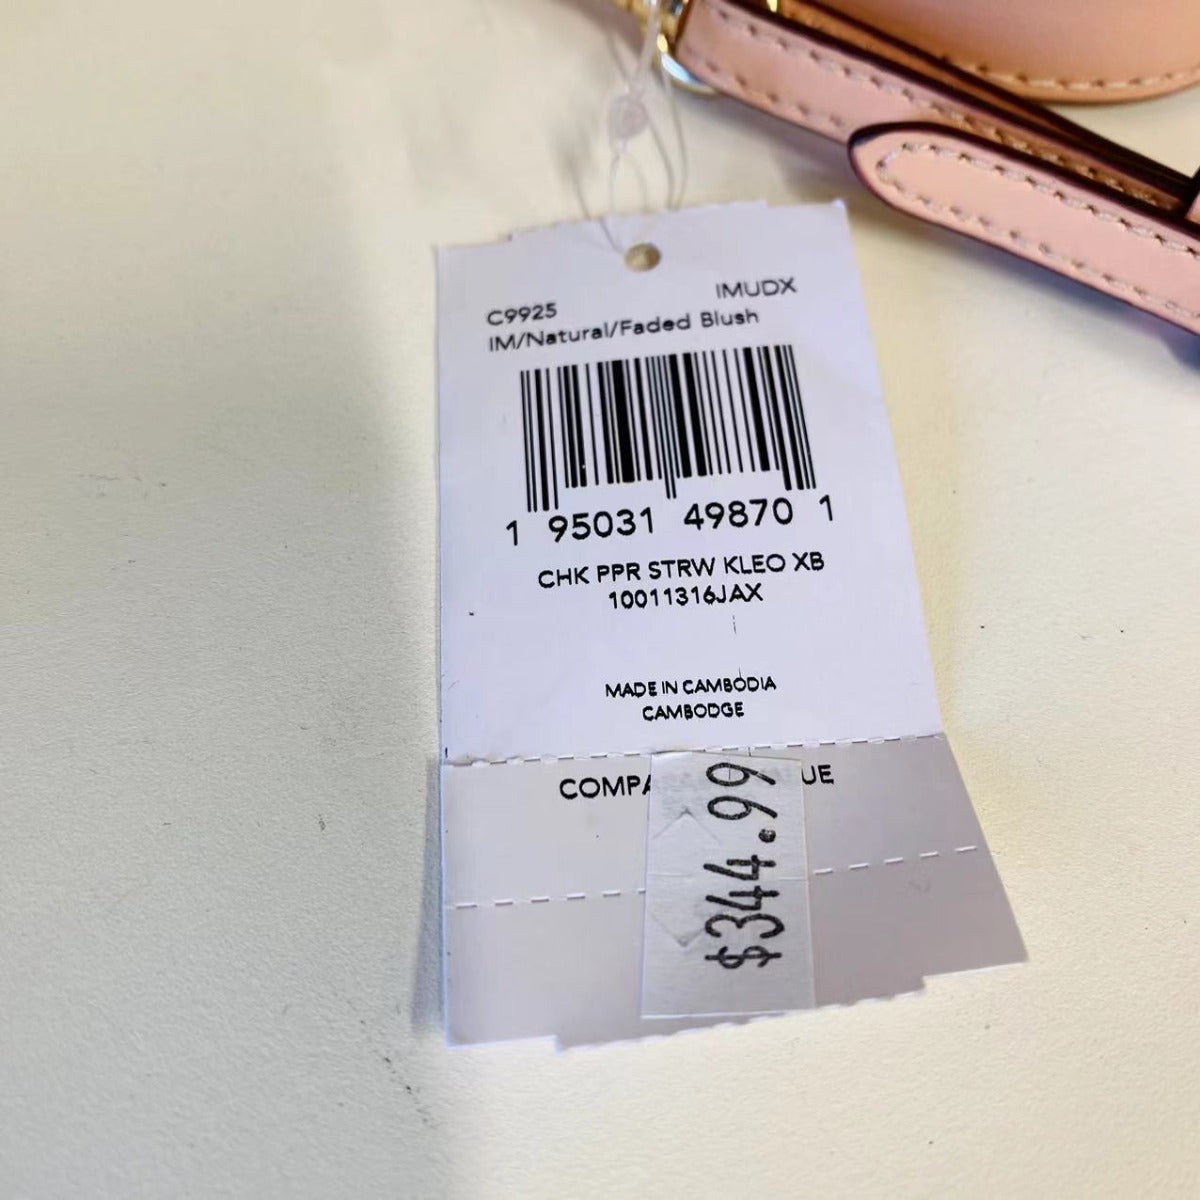 C9925 IMUDX
IM/Natural/Faded Blush
1 95031 49870 1
CHK PPR STRW KLEO XB
10011316JAX
MADE IN CAMBODIA
CAMBODGE
COMPA UE
$344.99